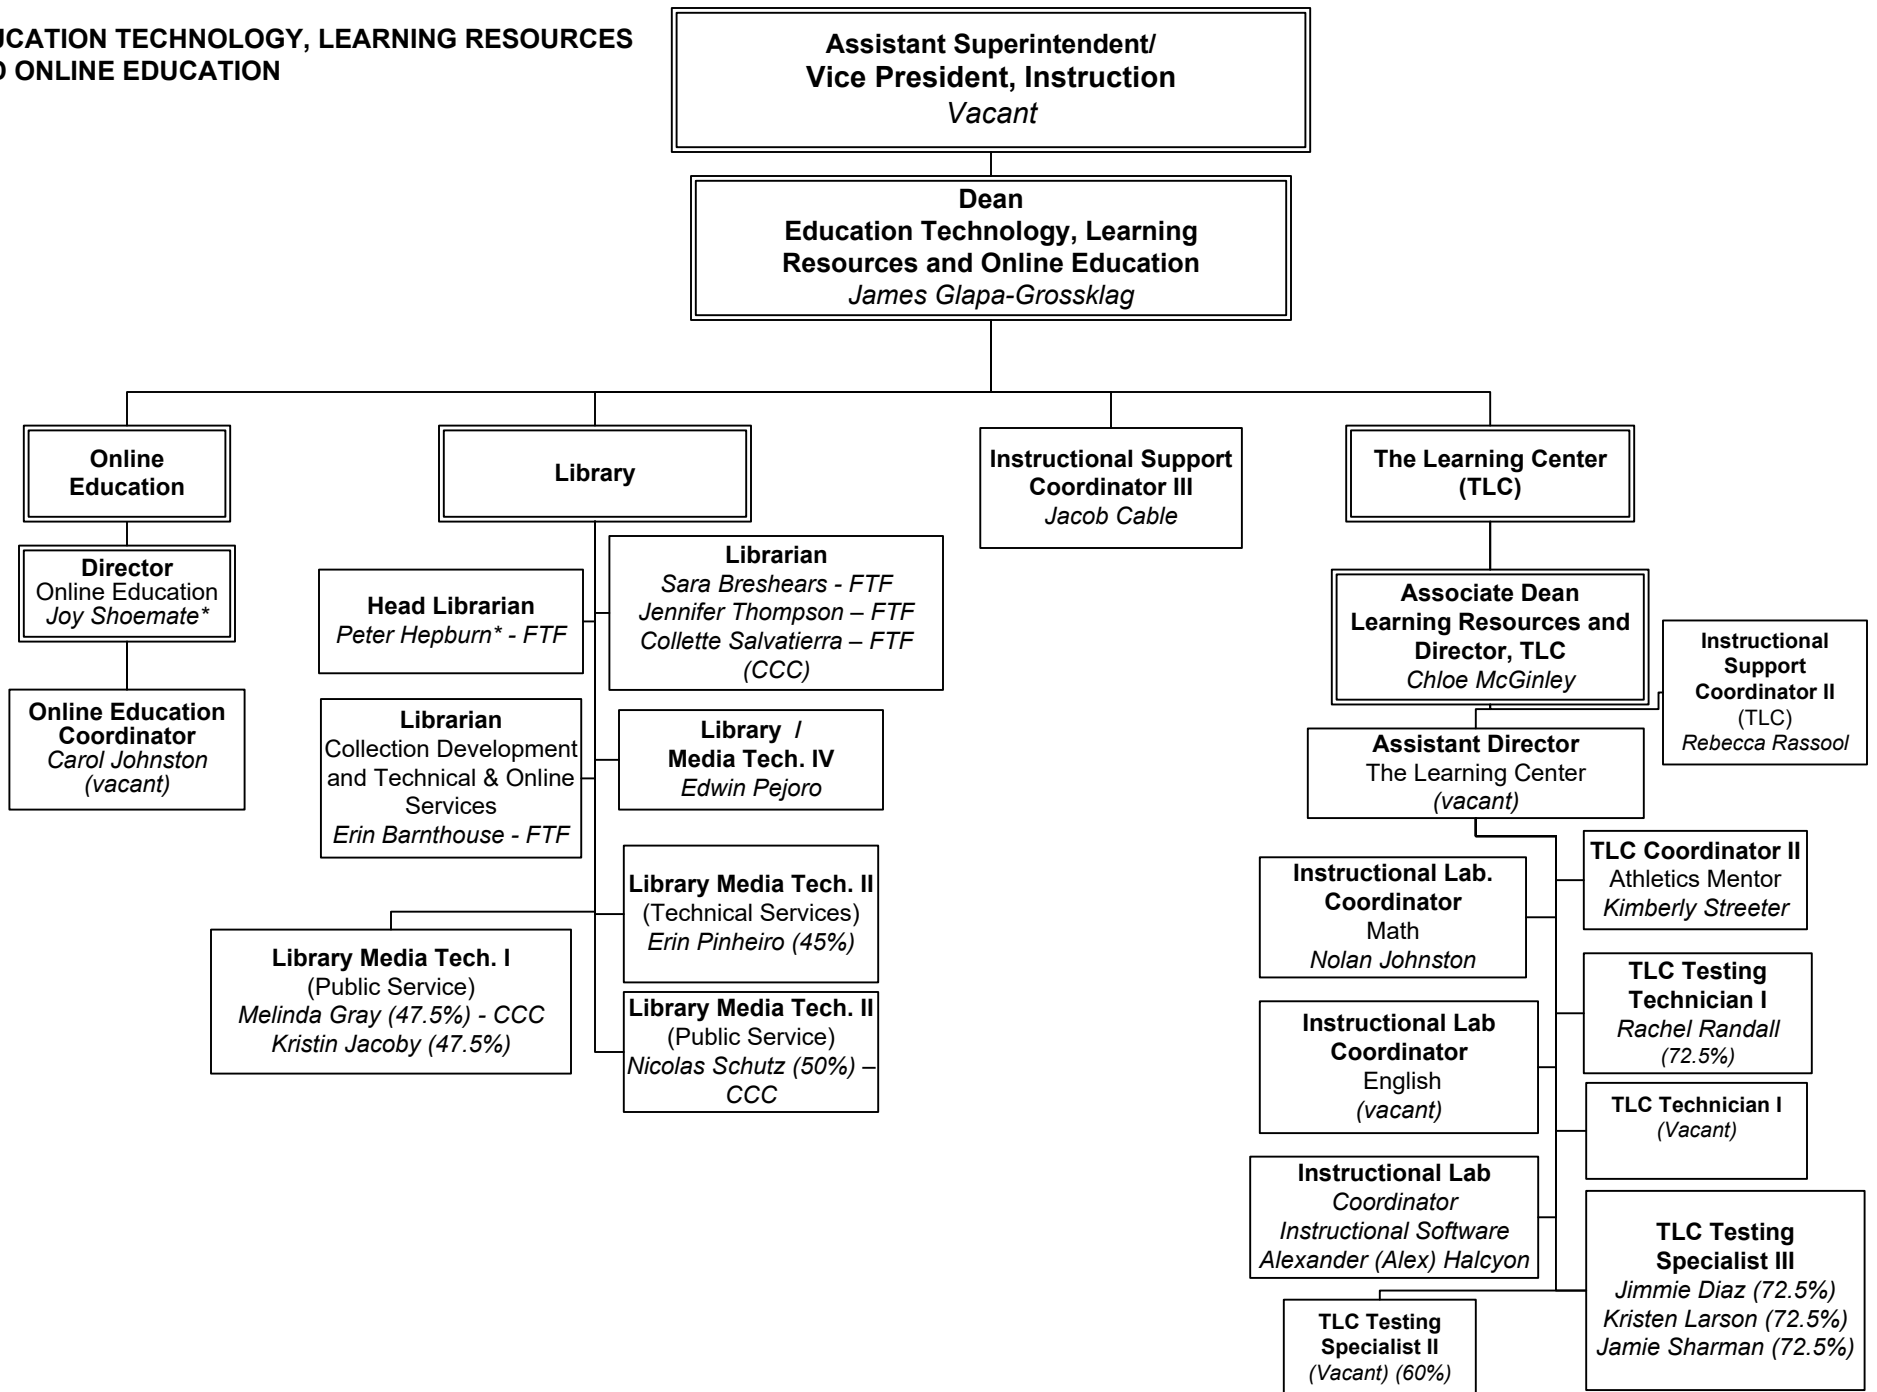 UCATION TECHNOLOGY, LEARNING RESOURCES
D ONLINE EDUCATION
Assistant Superintendent/
Vice President, Instruction
Vacant
Dean
Education Technology, Learning
Resources and Online Education
James Glapa-Grossklag
Online
Education
Director
Online Education
Joy Shoemate*
Online Education
Coordinator
Carol Johnston
(vacant)
Library
Head Librarian
Peter Hepburn* - FTF
Librarian
Sara Breshears - FTF
Jennifer Thompson – FTF
Collette Salvatierra – FTF
(CCC)
Librarian
Collection Development
and Technical & Online
Services
Erin Barnthouse - FTF
Library /
Media Tech. IV
Edwin Pejoro
Library Media Tech. II
(Technical Services)
Erin Pinheiro (45%)
Library Media Tech. I
(Public Service)
Melinda Gray (47.5%) - CCC
Kristin Jacoby (47.5%)
Library Media Tech. II
(Public Service)
Nicolas Schutz (50%) –
CCC
Instructional Support
Coordinator III
Jacob Cable
The Learning Center
(TLC)
Associate Dean
Learning Resources and
Director, TLC
Chloe McGinley
Instructional
Support
Coordinator II
(TLC)
Rebecca Rassool
Assistant Director
The Learning Center
(vacant)
Instructional Lab.
Coordinator
Math
Nolan Johnston
TLC Coordinator II
Athletics Mentor
Kimberly Streeter
Instructional Lab
Coordinator
English
(vacant)
TLC Testing
Technician I
Rachel Randall
(72.5%)
TLC Technician I
(Vacant)
Instructional Lab
Coordinator
Instructional Software
Alexander (Alex) Halcyon
TLC Testing
Specialist III
Jimmie Diaz (72.5%)
Kristen Larson (72.5%)
Jamie Sharman (72.5%)
TLC Testing
Specialist II
(Vacant) (60%)